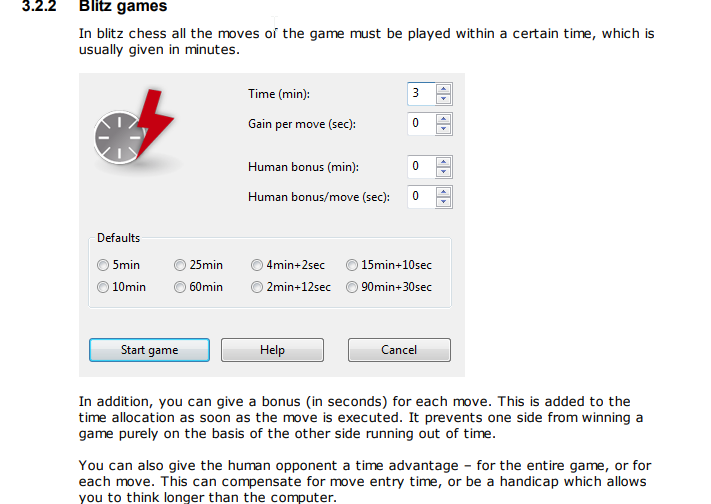 3.2.2 Blitz games
In blitz chess all the moves of the game must be played within a certain time, which is
usually given in minutes.
Time (min): 3
Gain per move (sec): 0
Human bonus (min): 0
Human bonus/move (sec): 0
Defaults
5min 25min 4min+2sec 15min+10sec
10min 60min 2min+12sec 90min+30sec
Start game Help Cancel
In addition, you can give a bonus (in seconds) for each move. This is added to the
time allocation as soon as the move is executed. It prevents one side from winning a
game purely on the basis of the other side running out of time.
You can also give the human opponent a time advantage – for the entire game, or for
each move. This can compensate for move entry time, or be a handicap which allows
you to think longer than the computer.